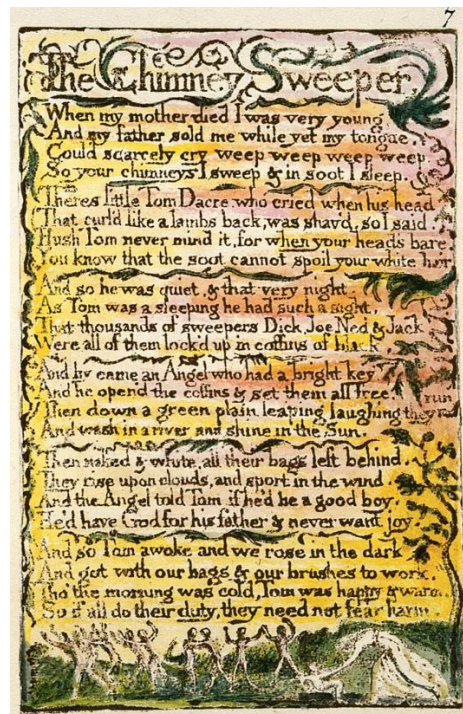 7
The Chimney Sweeper
When my mother died I was very young,
And my father sold me while yet my tongue,
Could scarcely cry weep weep weep weep.
So your chimneys I sweep & in soot I sleep.
Theres little Tom Dacre who cried when his head
That curl'd like a lambs back, was shav'd, so I said.
Hush Tom never mind it, for when your heads bare,
You know that the soot cannot spoil your white hair
And so he was quiet, & that very night,
As Tom was a sleeping he had such a sight,
That thousands of sweepers Dick, Joe, Ned & Jack
Were all of them lock'd up in coffins of black
And by came an Angel who had a bright key
And he open'd the coffins & set them all free.
Then down a green plain leaping laughing they run
And wash in a river and shine in the Sun.
Then naked & white, all their bags left behind,
They rise upon clouds, and sport in the wind.
And the Angel told Tom, if he'd be a good boy,
He'd have God for his father & never want joy.
And so Tom awoke and we rose in the dark
And got with our bags & our brushes to work.
Tho' the morning was cold, Tom was happy & warm,
So if all do their duty, they need not fear harm.